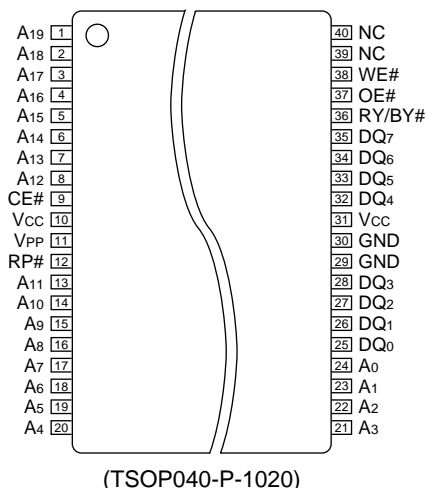 A19 1 40 NC
A18 2 39 NC
A17 3 38 WE#
A16 4 37 OE#
A15 5 36 RY/BY#
A14 6 35 DQ7
A13 7 34 DQ6
A12 8 33 DQ5
CE# 9 32 DQ4
VCC 10 31 VCC
VPP 11 30 GND
RP# 12 29 GND
A11 13 28 DQ3
A10 14 27 DQ2
A9 15 26 DQ1
A8 16 25 DQ0
A7 17 24 A0
A6 18 23 A1
A5 19 22 A2
A4 20 21 A3
(TSOP040-P-1020)